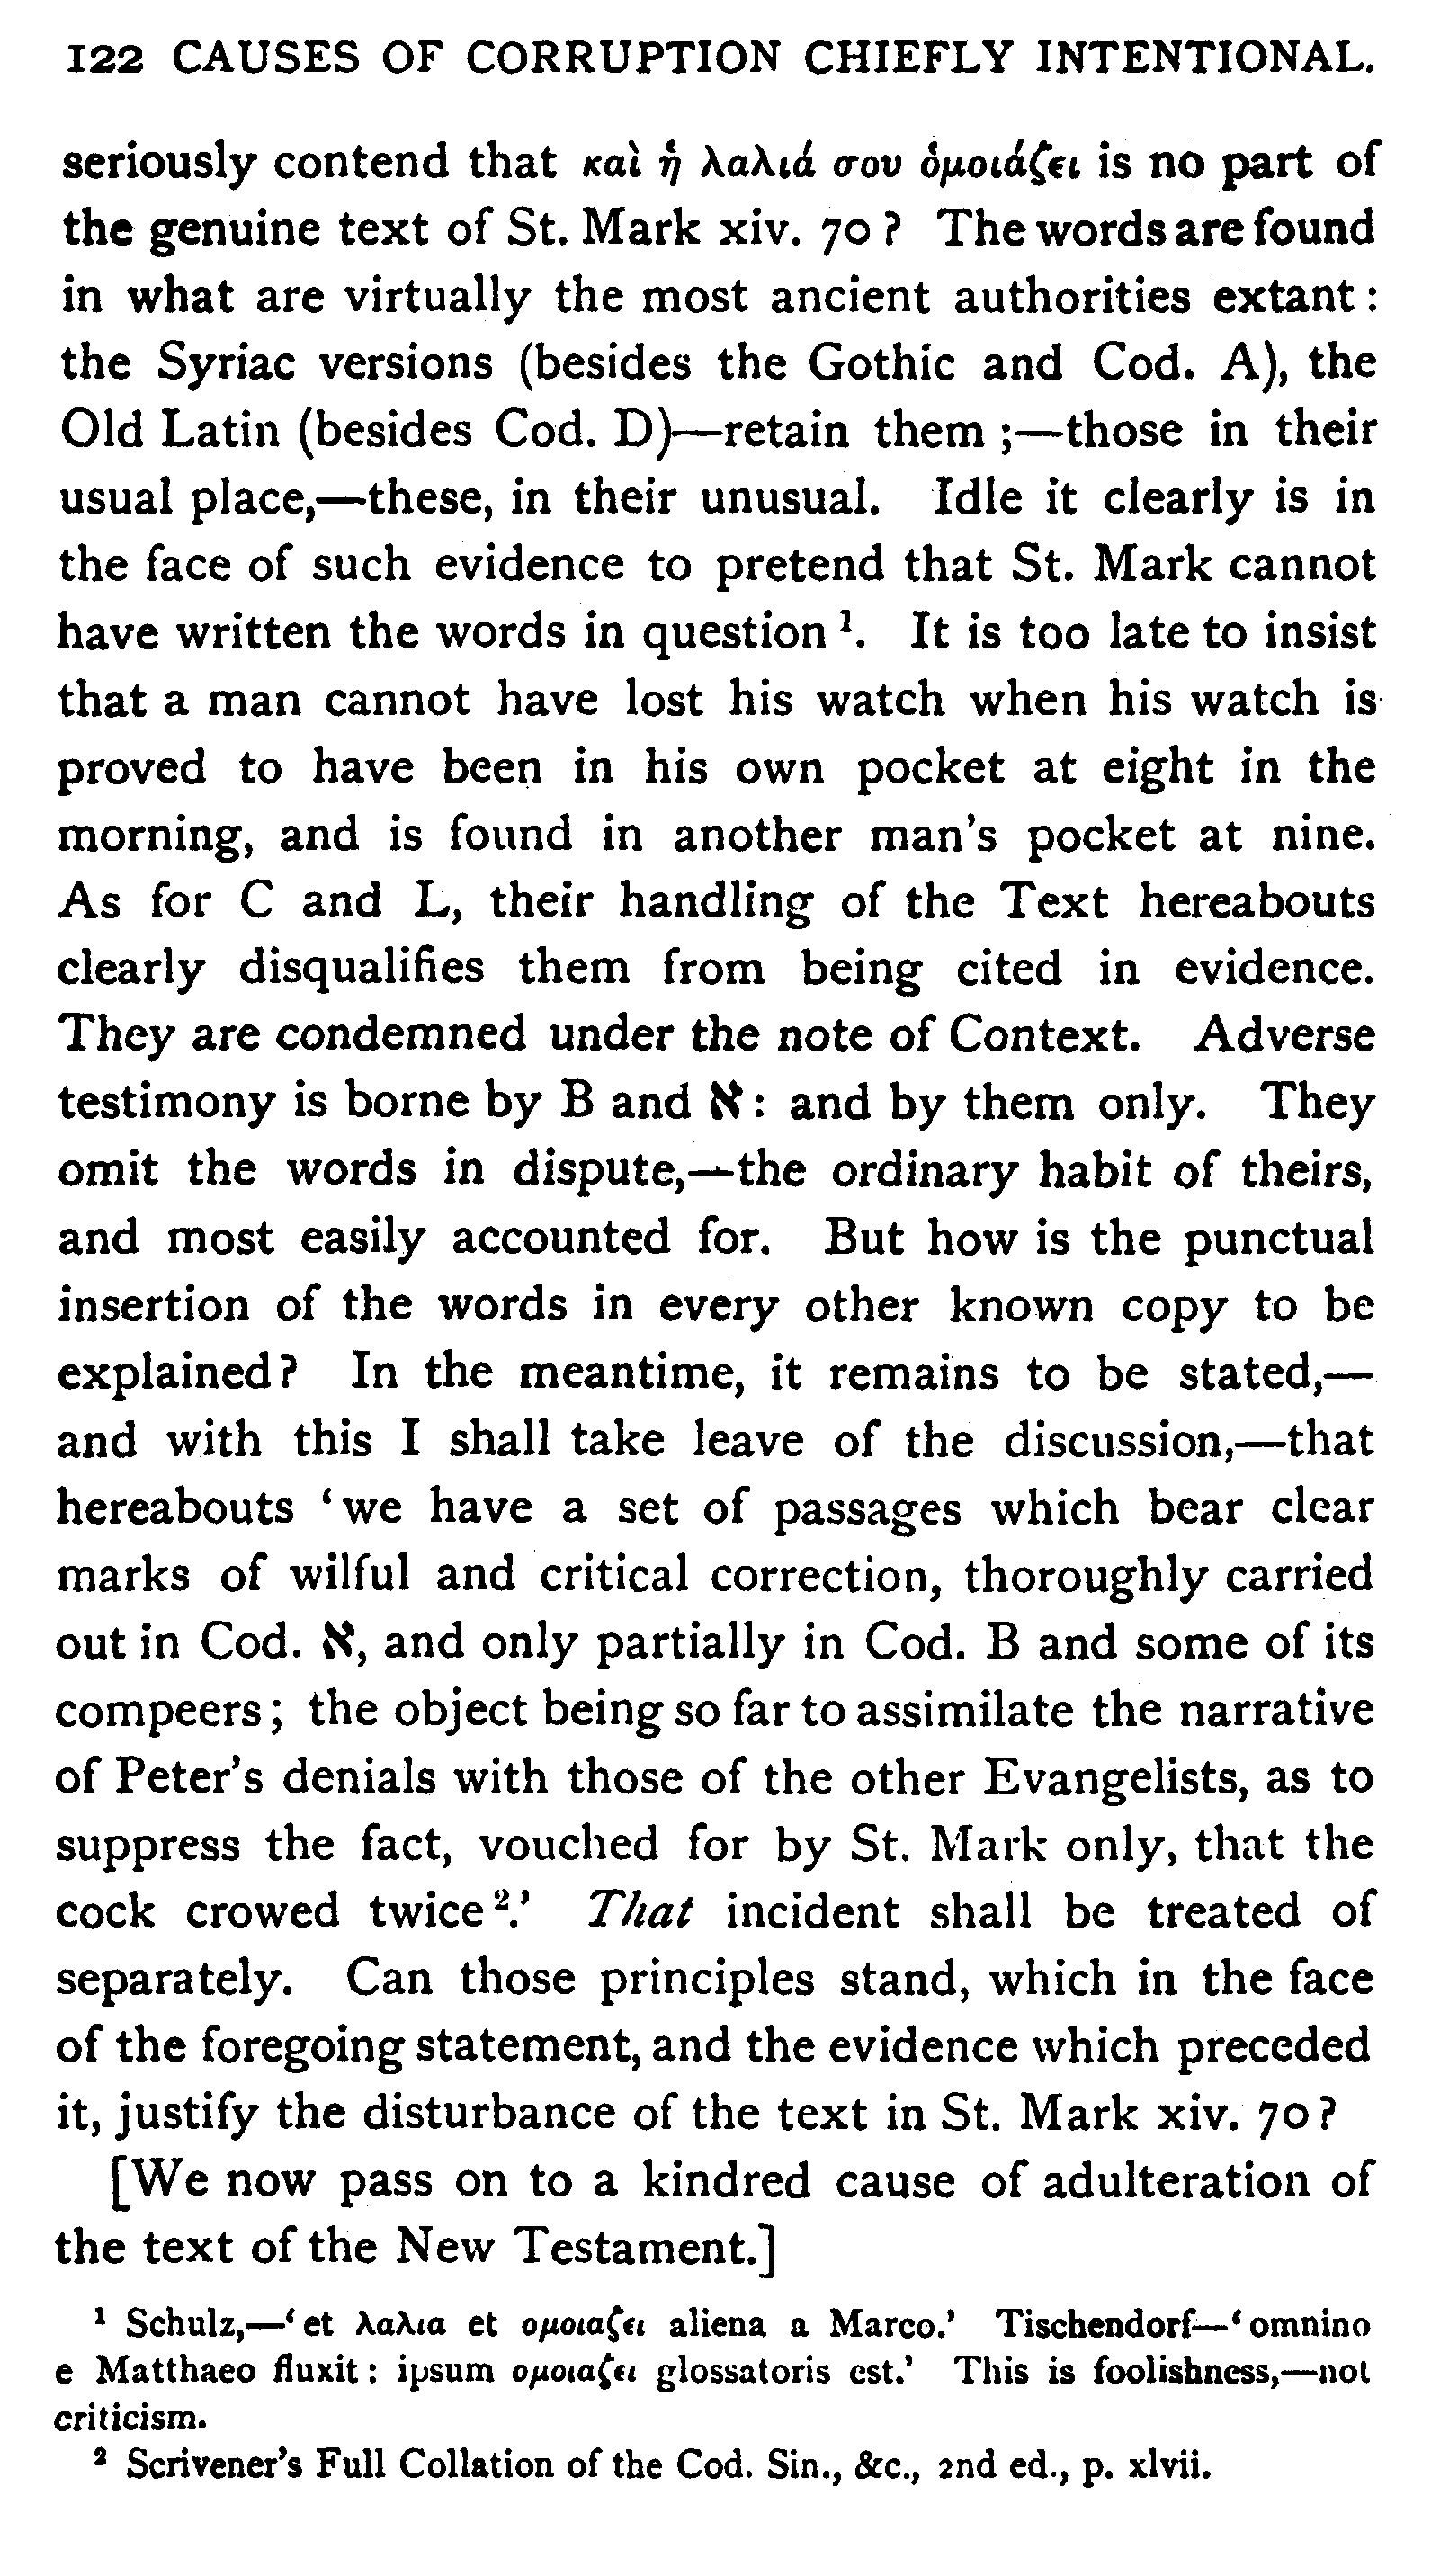 122 CAUSES OF CORRUPTION CHIEFLY INTENTIONAL.
seriously contend that καὶ ἡ λαλιά σου ὁμοιάζει is no part of
the genuine text of St. Mark xiv. 70? The words are found
in what are virtually the most ancient authorities extant:
the Syriac versions (besides the Gothic and Cod. A), the
Old Latin (besides Cod. D)—retain them;—those in their
usual place,—these, in their unusual. Idle it clearly is in
the face of such evidence to pretend that St. Mark cannot
have written the words in question ¹. It is too late to insist
that a man cannot have lost his watch when his watch is
proved to have been in his own pocket at eight in the
morning, and is found in another man's pocket at nine.
As for C and L, their handling of the Text hereabouts
clearly disqualifies them from being cited in evidence.
They are condemned under the note of Context. Adverse
testimony is borne by B and א: and by them only. They
omit the words in dispute,—the ordinary habit of theirs,
and most easily accounted for. But how is the punctual
insertion of the words in every other known copy to be
explained? In the meantime, it remains to be stated,—
and with this I shall take leave of the discussion,—that
hereabouts ‘we have a set of passages which bear clear
marks of wilful and critical correction, thoroughly carried
out in Cod. א, and only partially in Cod. B and some of its
compeers; the object being so far to assimilate the narrative
of Peter's denials with those of the other Evangelists, as to
suppress the fact, vouched for by St. Mark only, that the
cock crowed twice ².’ That incident shall be treated of
separately. Can those principles stand, which in the face
of the foregoing statement, and the evidence which preceded
it, justify the disturbance of the text in St. Mark xiv. 70?
[We now pass on to a kindred cause of adulteration of
the text of the New Testament.]
¹ Schulz,—‘et λαλια et ομοιαζει aliena a Marco.’ Tischendorf—‘omnino
e Matthaeo fluxit: ipsum ομοιαζει glossatoris est.’ This is foolishness,—not
criticism.
² Scrivener's Full Collation of the Cod. Sin., &c., 2nd ed., p. xlvii.